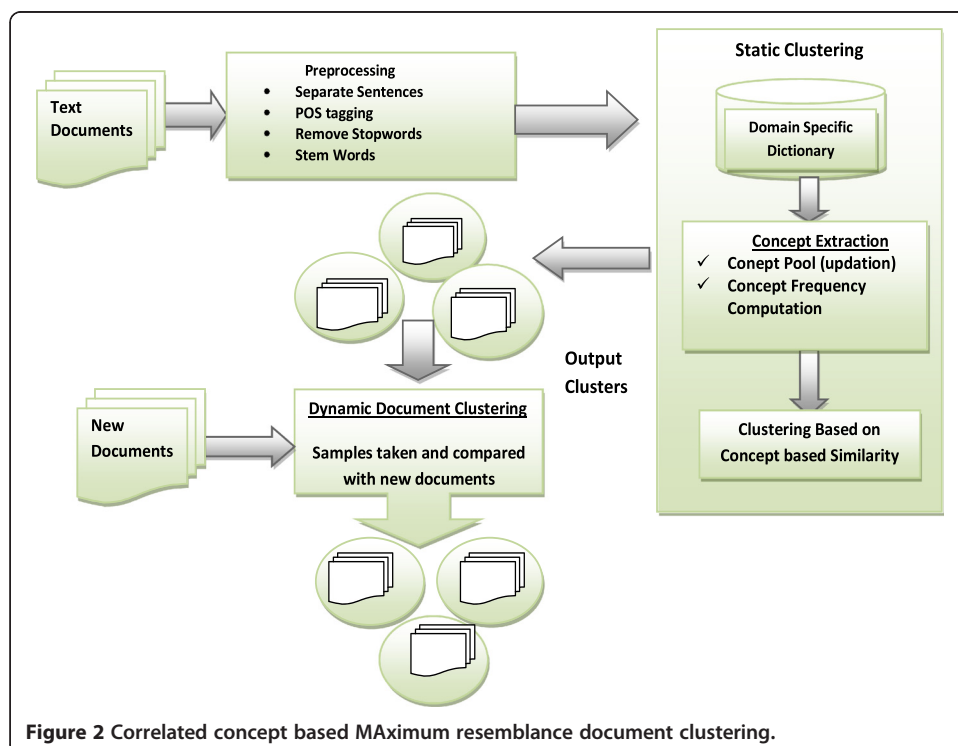 Text
Documents
Preprocessing
• Separate Sentences
• POS tagging
• Remove Stopwords
• Stem Words
Static Clustering
Domain Specific
Dictionary
Concept Extraction
✓ Conept Pool (updation)
✓ Concept Frequency
Computation
Clustering Based on
Concept based Similarity
Output
Clusters
New
Documents
Dynamic Document Clustering
Samples taken and compared
with new documents
Figure 2 Correlated concept based MAximum resemblance document clustering.